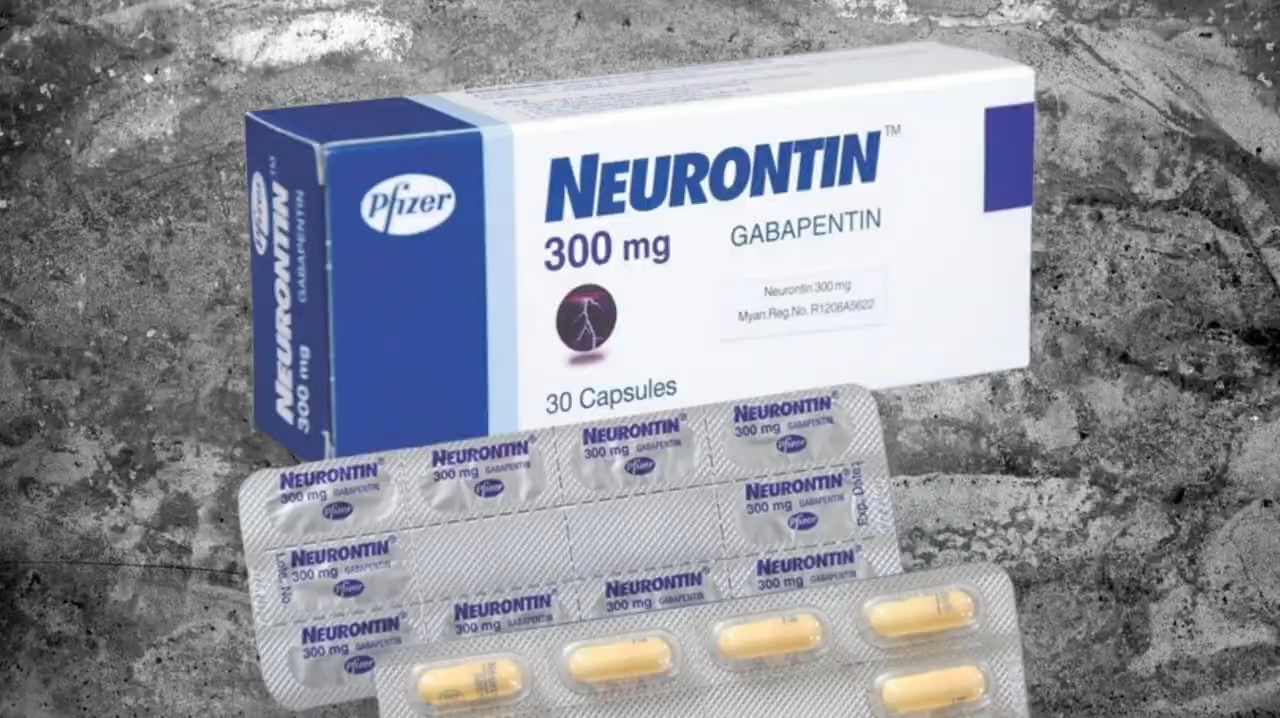 Pfizer
NEURONTIN™
300 mg
GABAPENTIN
Neurontin 300 mg
Myan.Reg.No. R1206A5622
30 Capsules
Pfizer
NEURONTIN™
300 mg
GABAPENTIN
NEURONTIN®
300 mg GABAPENTIN
Pfizer
NEURONTIN®
300 mg GABAPENTIN
Pfizer
NEURONTIN®
300 mg GABAPENTIN
Pfizer
NEURONTIN®
300 mg GABAPENTIN
Pfizer
NEURONTIN®
300 mg GABAPENTIN
Pfizer
Exp. Date
NEURONTIN®
300 mg GABAPENTIN
Pfizer
NEURONTIN®
300 mg GABAPENTIN
Pfizer
NEURONTIN®
300 mg GABAPENTIN
NEURONTIN®
300 mg GABAPENTIN
NEURONTIN®
300 mg GABAPENTIN